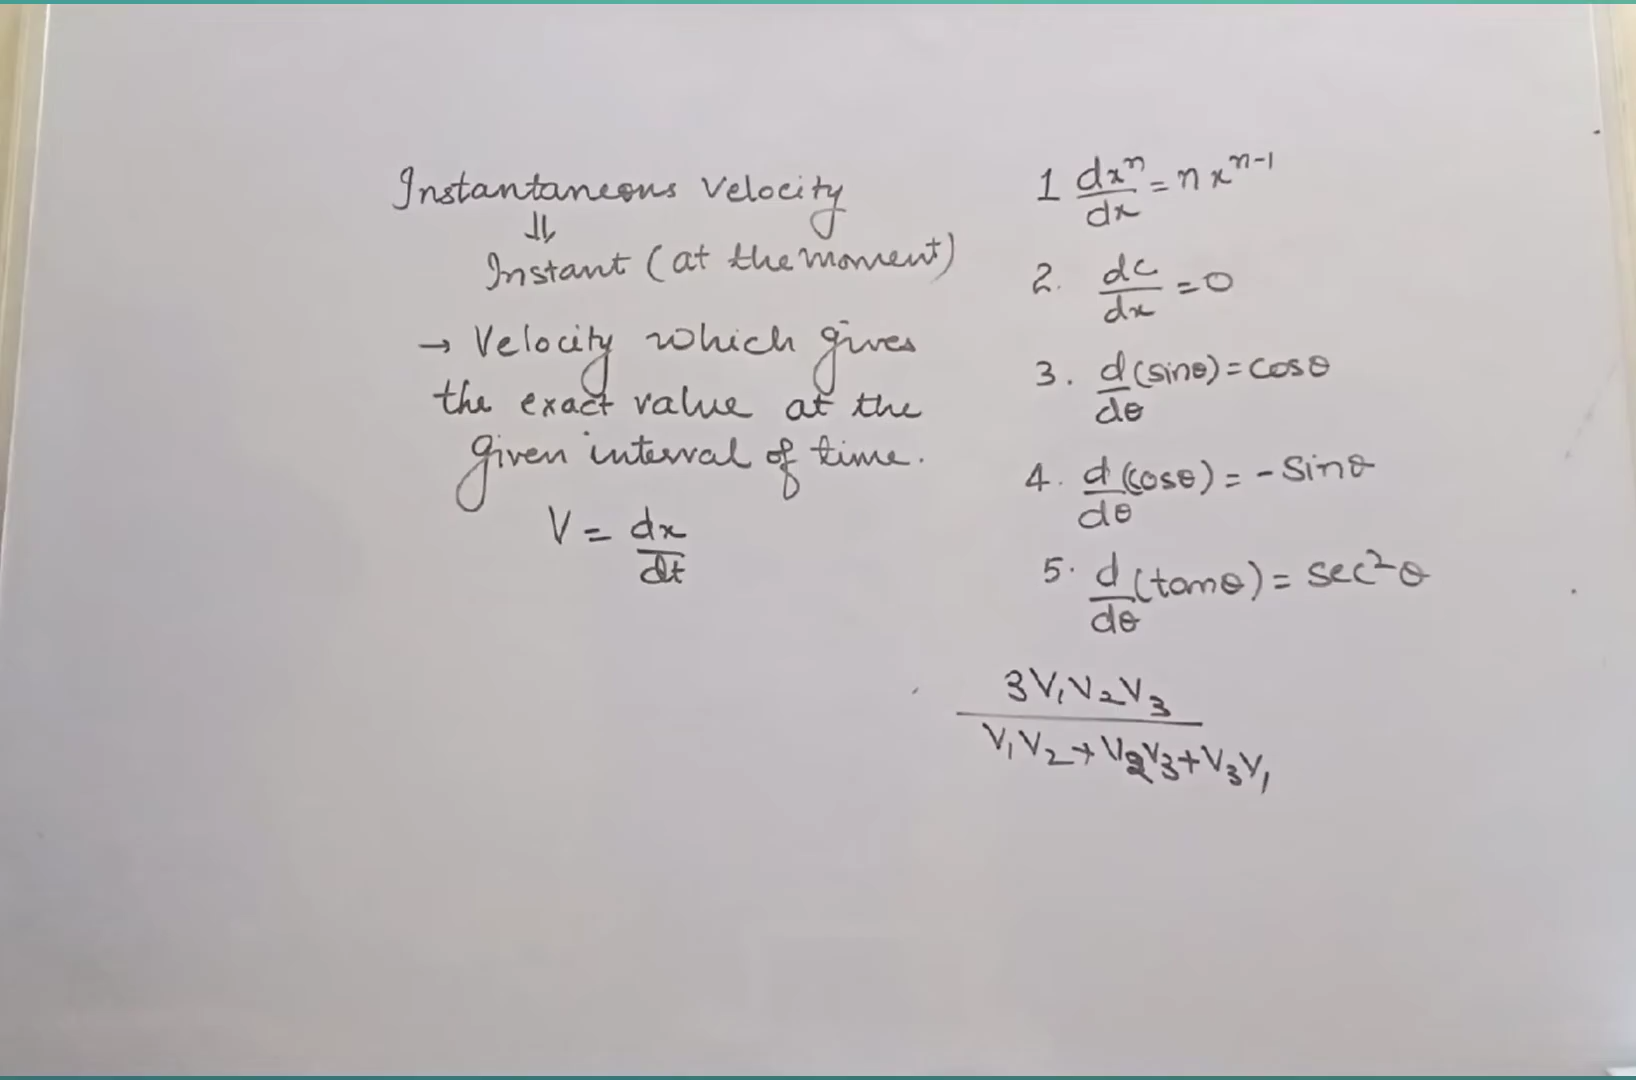 Instantaneous Velocity
⇓
Instant (at the moment)
→ Velocity which gives
the exact value at the
given interval of time.
V = dx/dt
1 dxⁿ/dx = n xⁿ⁻¹
2. dc/dx = 0
3. d/dθ (sinθ) = cosθ
4. d/dθ (cosθ) = - sinθ
5. d/dθ (tanθ) = sec²θ
3V₁V₂V₃
V₁V₂ + V₂V₃ + V₃V₁